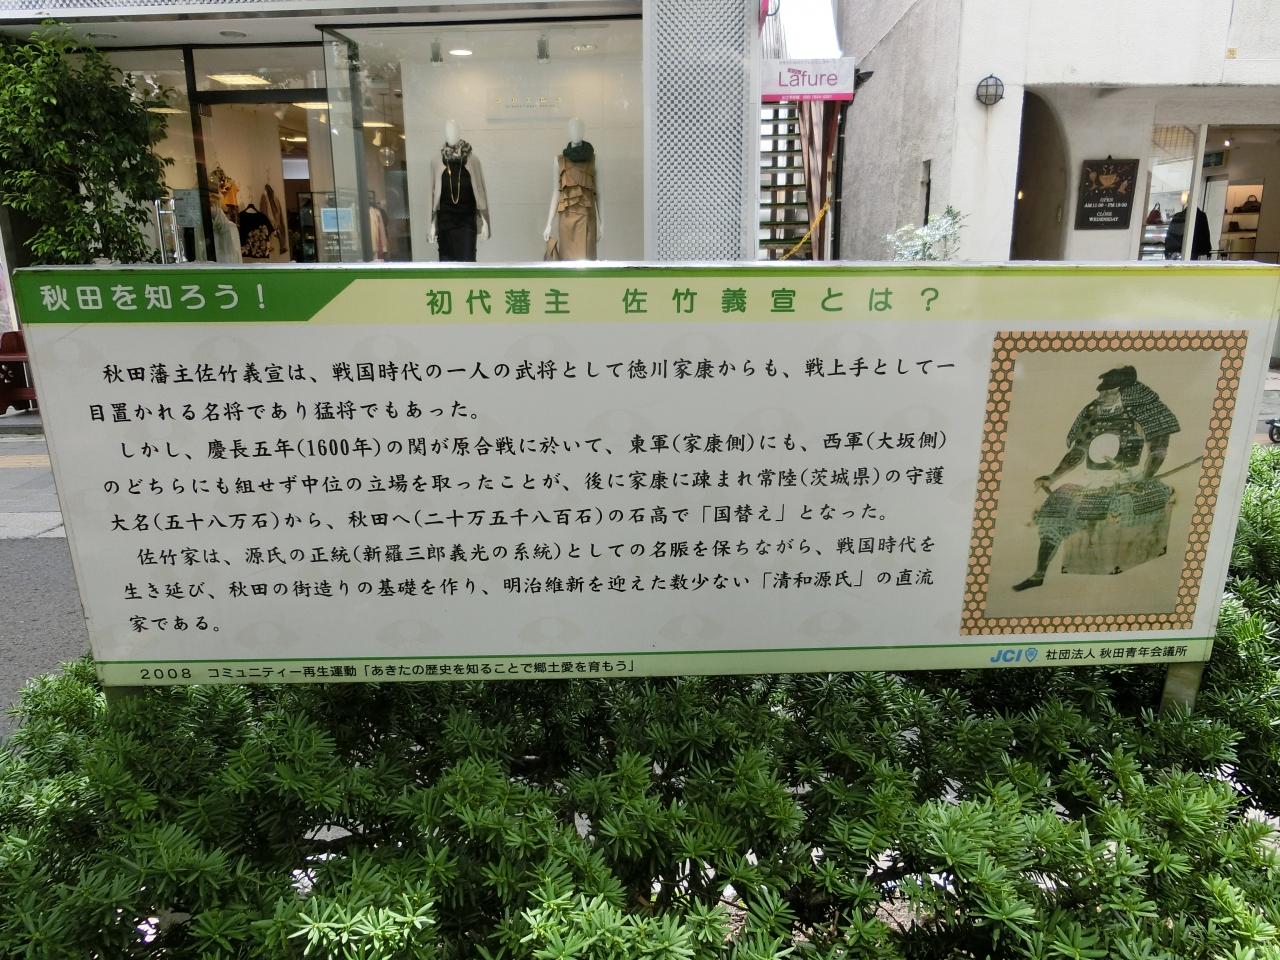 Lafure
OPEN
AM 11:00 - PM 19:00
CLOSE
WEDNESDAY
秋田を知ろう！
初代藩主 佐竹義宣とは？
秋田藩主佐竹義宣は、戦国時代の一人の武将として徳川家康からも、戦上手として一
目置かれる名将であり猛将でもあった。
しかし、慶長五年(1600年)の関が原合戦に於いて、東軍(家康側)にも、西軍(大坂側)
のどちらにも組せず中位の立場を取ったことが、後に家康に疎まれ常陸(茨城県)の守護
大名(五十八万石)から、秋田へ(二十万五千八百石)の石高で「国替え」となった。
佐竹家は、源氏の正統(新羅三郎義光の系統)としての名脈を保ちながら、戦国時代を
生き延び、秋田の街造りの基礎を作り、明治維新を迎えた数少ない「清和源氏」の直流
家である。
2008 コミュニティー再生運動「あきたの歴史を知ることで郷土愛を育もう」
JCI 社団法人 秋田青年会議所